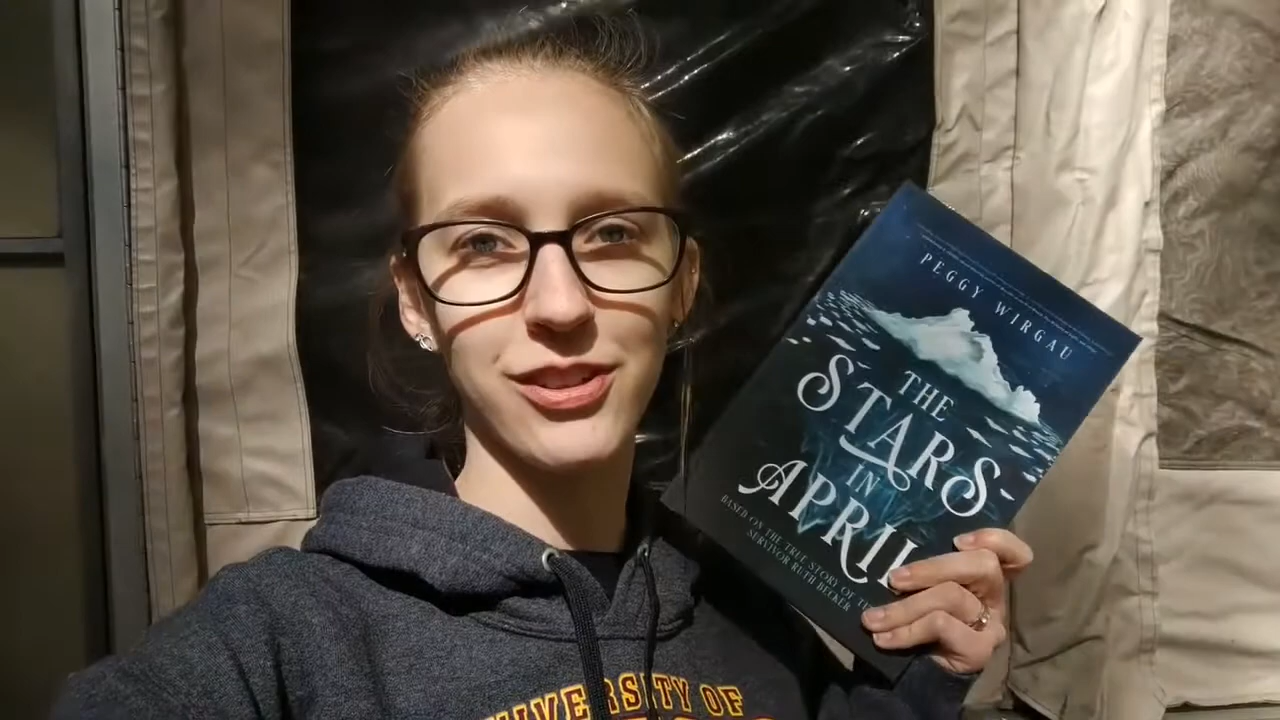 PEGGY WIRGAU
THE
STARS
IN
APRIL
BASED ON THE TRUE STORY OF
SURVIVOR RUTH BECKER
UNIVERSITY OF